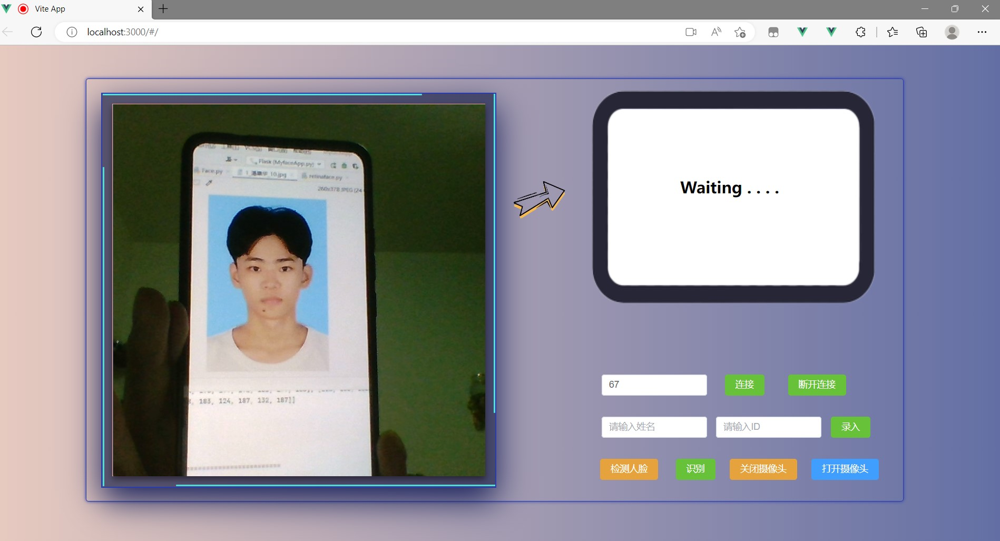 Vite App
localhost:3000/#/
Flask (MyfaceApp.py)
Face.py
_10.jpg
retinaface.py
260x378 JPEG (24
, 183, 124, 187, 132, 187]]
Waiting . . . .
67
连接
断开连接
请输入姓名
请输入ID
录入
检测人脸
识别
关闭摄像头
打开摄像头